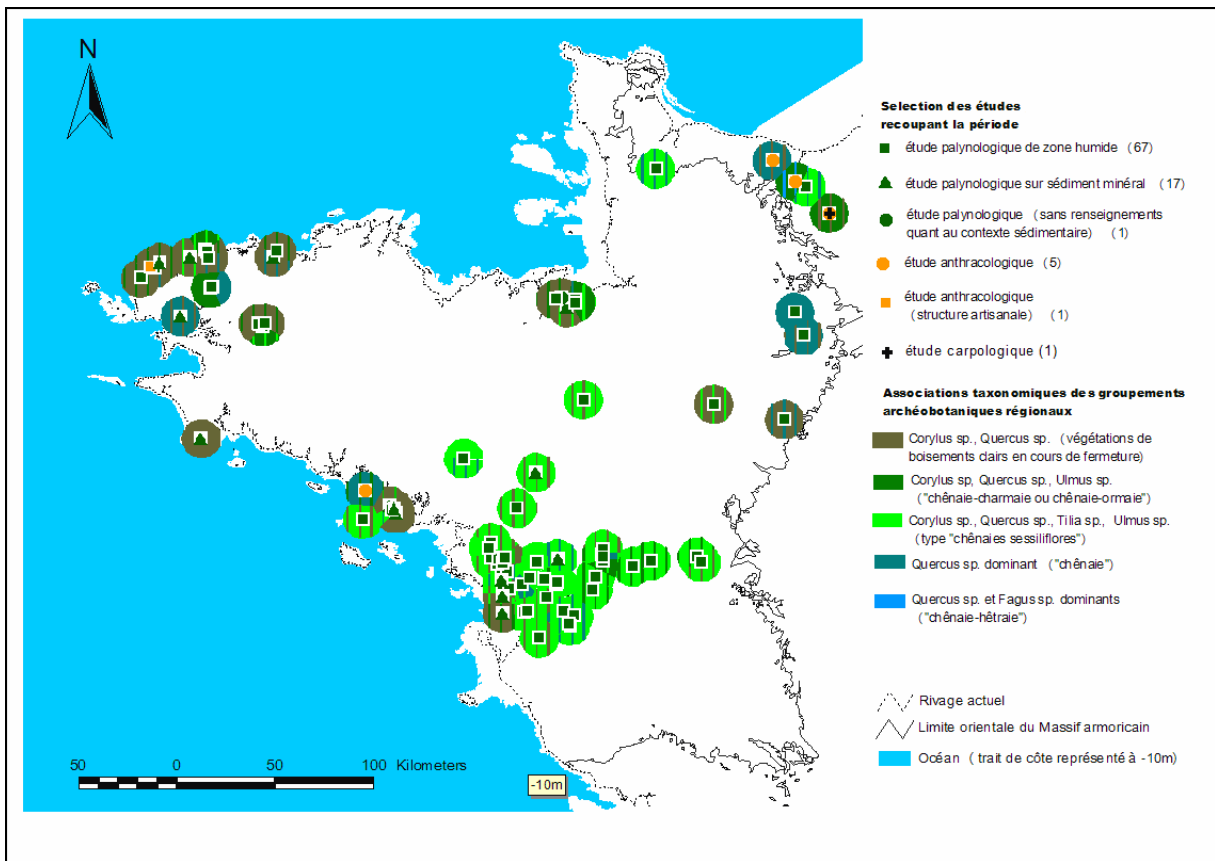 N
Selection des études
recoupant la période
étude palynologique de zone humide (67)
étude palynologique sur sédiment minéral (17)
étude palynologique (sans renseignements
quant au contexte sédimentaire) (1)
étude anthracologique (5)
étude anthracologique
(structure artisanale) (1)
étude carpologique (1)
Associations taxonomiques des groupements
archéobotaniques régionaux
Corylus sp., Quercus sp. (végétations de
boisements clairs en cours de fermeture)
Corylus sp, Quercus sp., Ulmus sp.
("chênaie-charmaie ou chênaie-ormaie")
Corylus sp., Quercus sp., Tilia sp., Ulmus sp.
(type "chênaies sessiliflores")
Quercus sp. dominant ("chênaie")
Quercus sp. et Fagus sp. dominants
("chênaie-hêtraie")
Rivage actuel
Limite orientale du Massif armoricain
Océan ( trait de côte représenté à -10m)
50 0 50 100 Kilometers
-10m